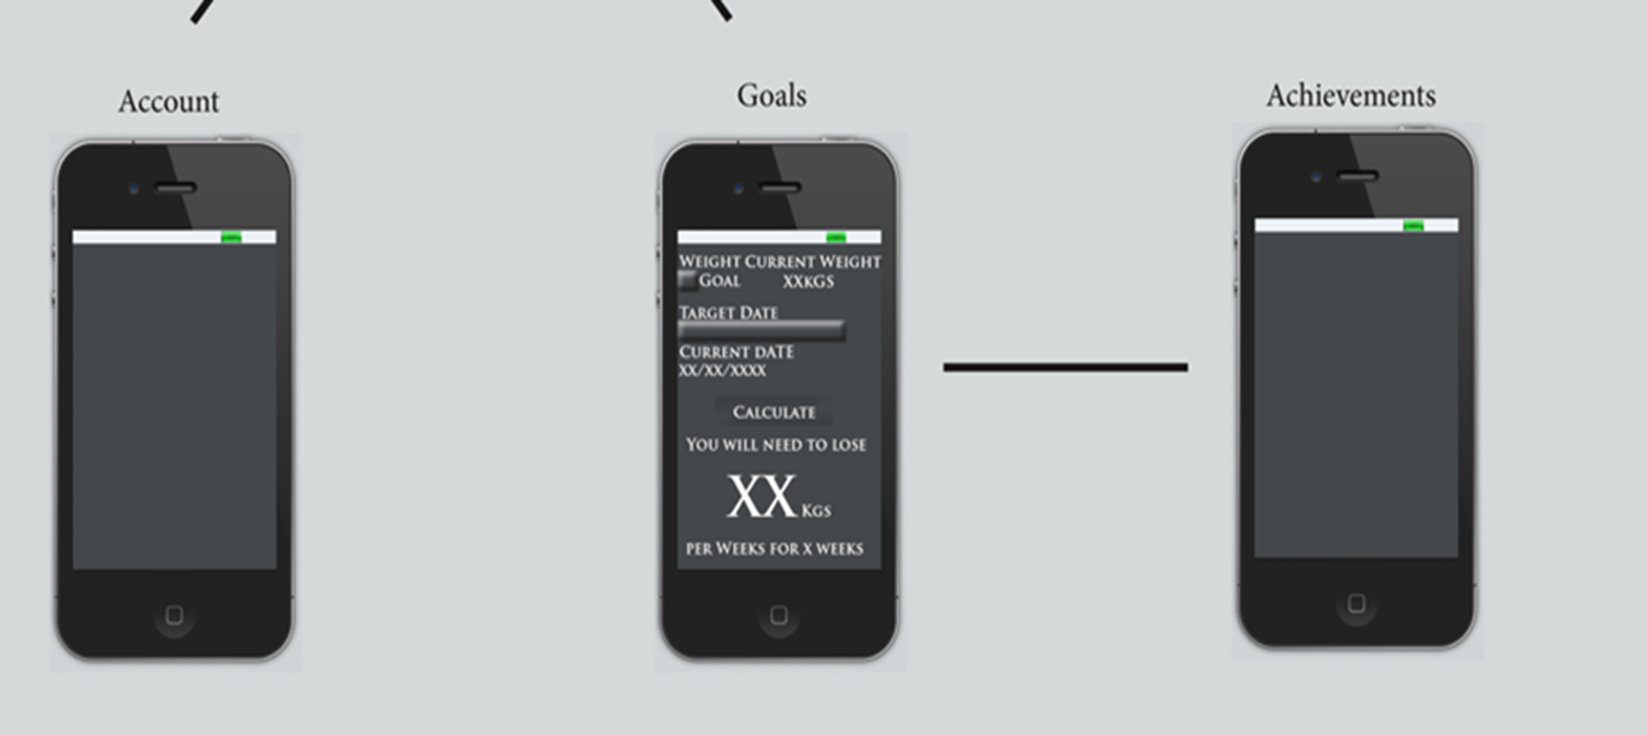 Account
Goals
Achievements
WEIGHT CURRENT WEIGHT
GOAL XXKGS
TARGET DATE
CURRENT DATE
XX/XX/XXXX
CALCULATE
YOU WILL NEED TO LOSE
XX KGS
PER WEEKS FOR X WEEKS